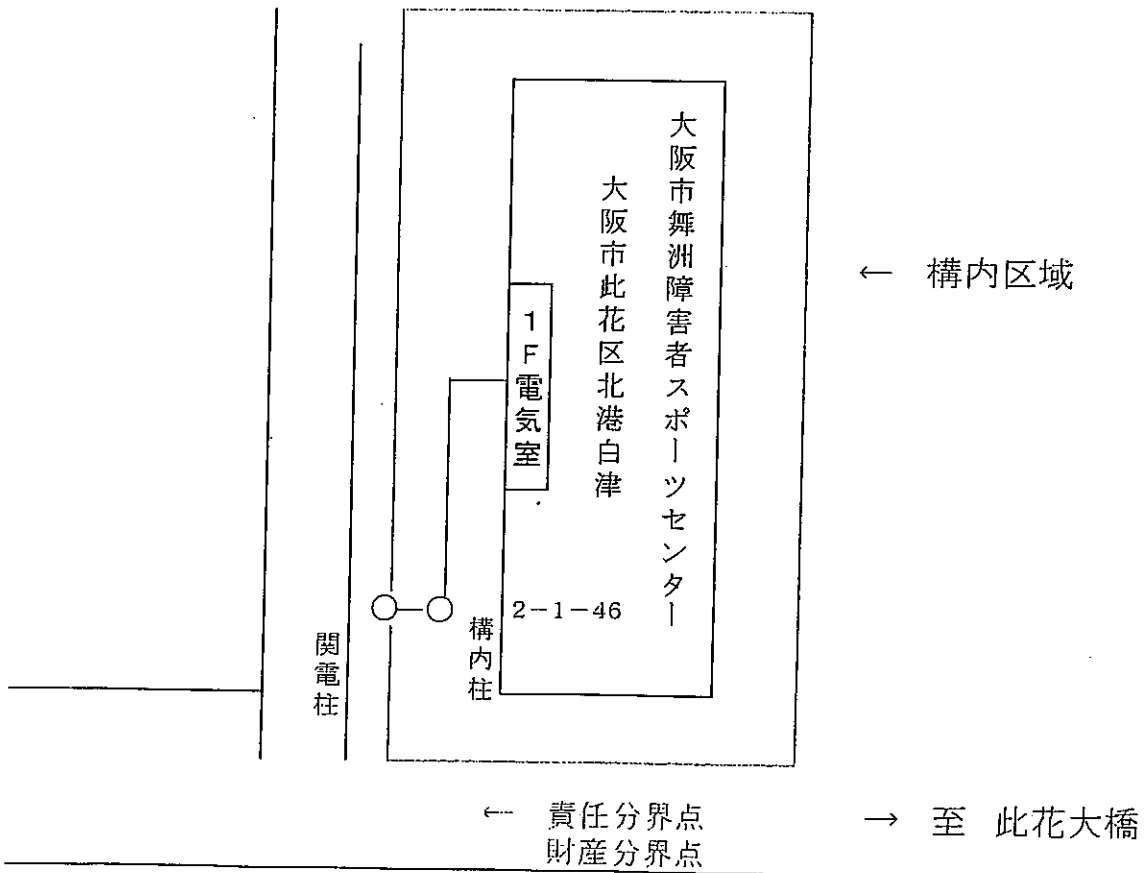 大阪市舞洲障害者スポーツセンター
大阪市此花区北港白津
2-1-46
1F電気室
← 構内区域
関電柱
構内柱
← 責任分界点
財産分界点
→ 至 此花大橋